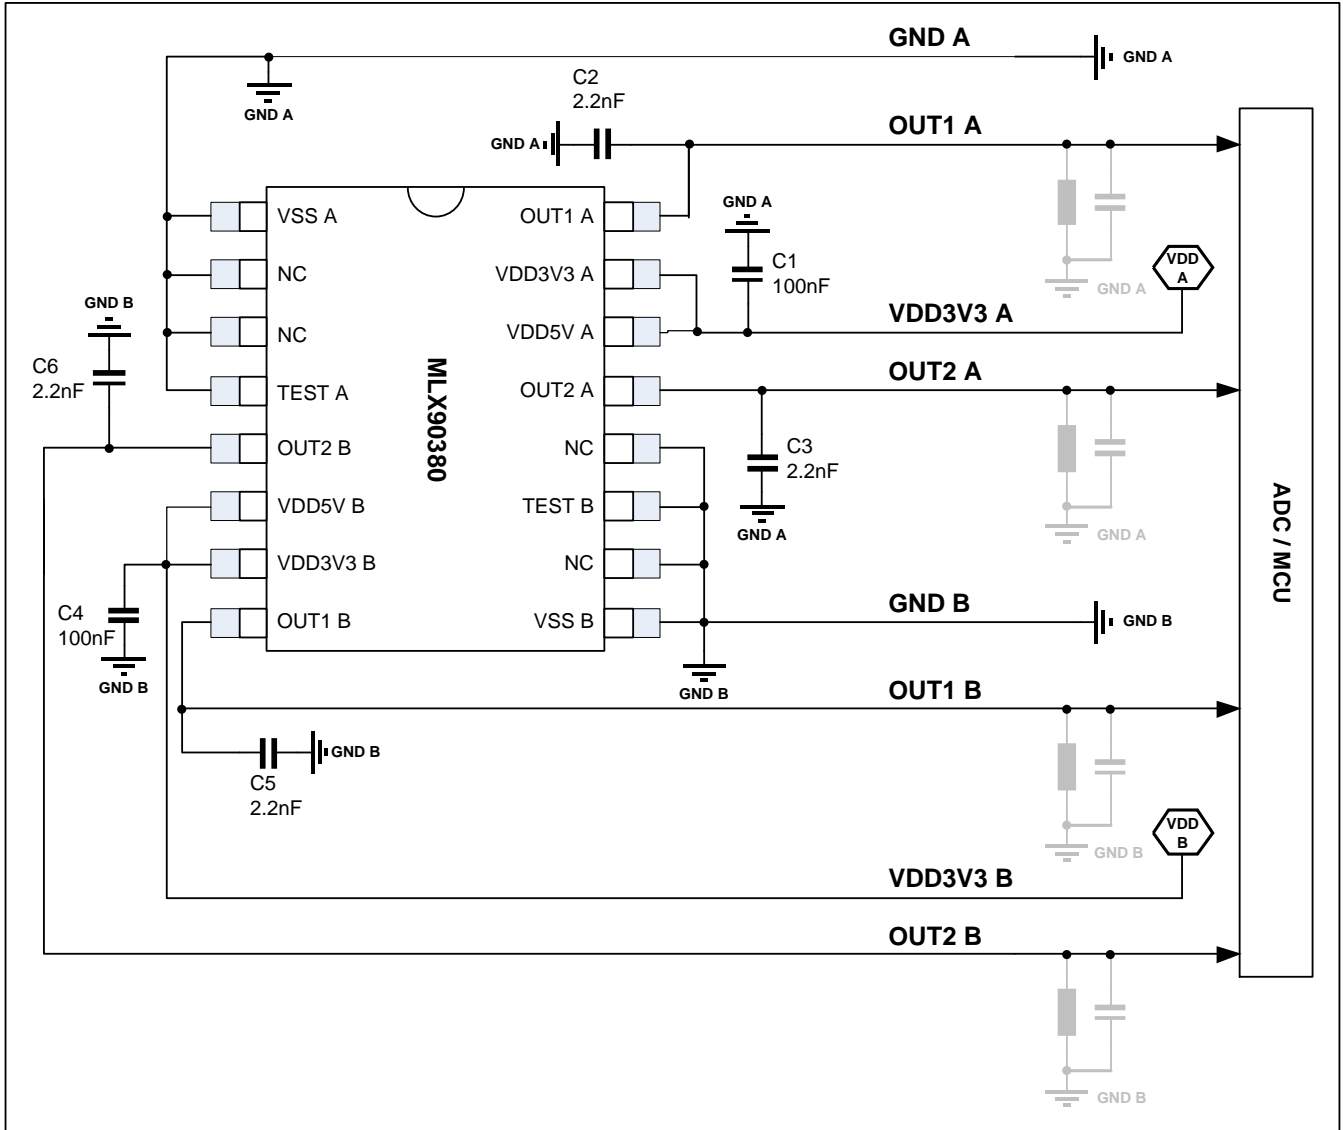 GND A
GND A
GND A
C2
2.2nF
GND A
OUT1 A
GND A
VDD
A
GND A
C1
100nF
VDD3V3 A
VSS A
NC
NC
TEST A
OUT2 B
VDD5V B
VDD3V3 B
OUT1 B
MLX90380
OUT1 A
VDD3V3 A
VDD5V A
OUT2 A
NC
TEST B
NC
VSS B
GND B
C6
2.2nF
OUT2 A
C3
2.2nF
GND A
GND A
ADC / MCU
C4
100nF
GND B
GND B
GND B
GND B
OUT1 B
C5
2.2nF
GND B
GND B
VDD
B
VDD3V3 B
OUT2 B
GND B